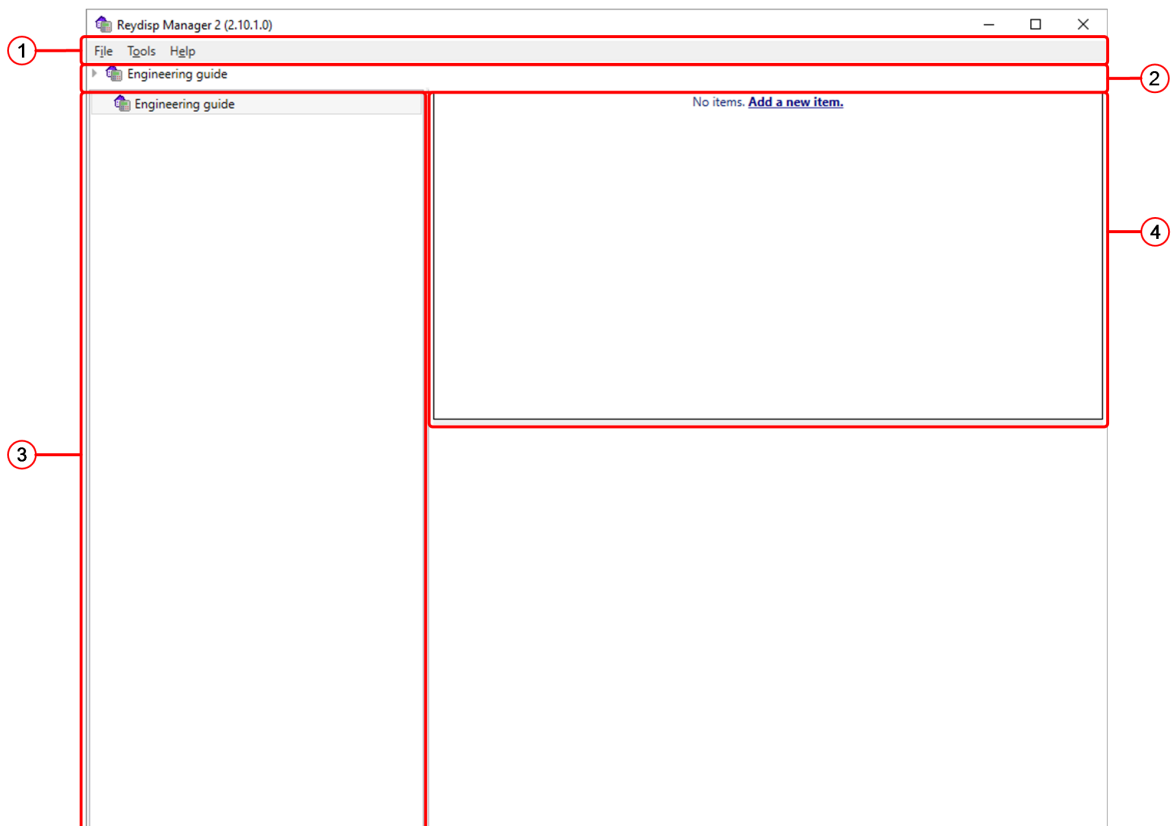 Reydisp Manager 2 (2.10.1.0)
1
File Tools Help
Engineering guide
2
Engineering guide
No items. Add a new item.
4
3